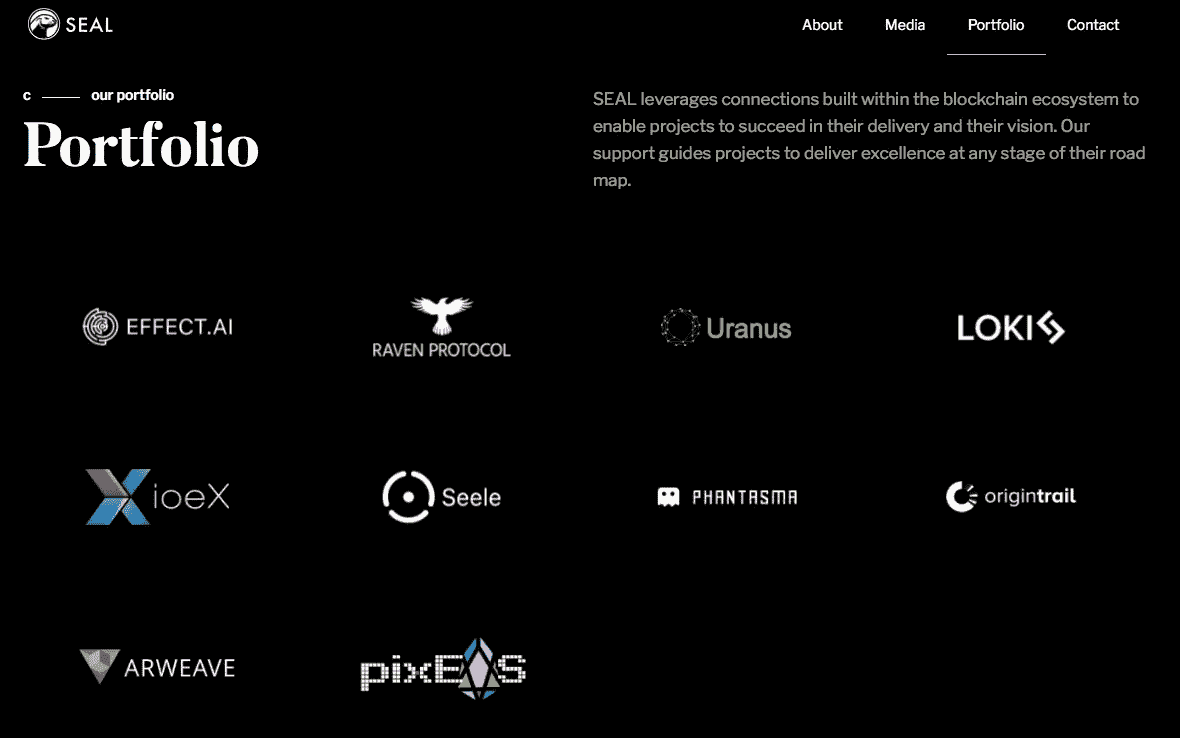 SEAL
About Media Portfolio Contact
c our portfolio
Portfolio
SEAL leverages connections built within the blockchain ecosystem to
enable projects to succeed in their delivery and their vision. Our
support guides projects to deliver excellence at any stage of their road
map.
EFFECT.AI
RAVEN PROTOCOL
Uranus
LOKI
ioeX
Seele
PHANTASMA
origintrail
ARWEAVE
pixEOS